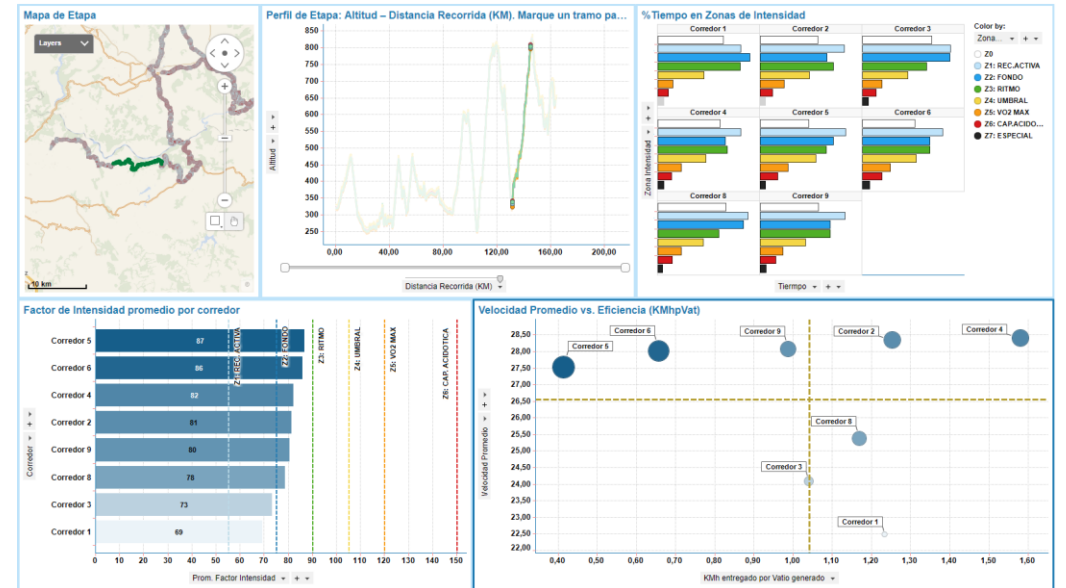 Mapa de Etapa
Layers
10 km
Perfil de Etapa: Altitud – Distancia Recorrida (KM). Marque un tramo pa...
Altitud
850
800
750
700
650
600
550
500
450
400
350
300
250
0,00 40,00 80,00 120,00 160,00 200,00
Distancia Recorrida (KM)
%Tiempo en Zonas de Intensidad
Zona Intensidad
Corredor 1 Corredor 2 Corredor 3
Corredor 4 Corredor 5 Corredor 6
Corredor 8 Corredor 9
Tiermpo
Color by:
Zona...
Z0
Z1: REC.ACTIVA
Z2: FONDO
Z3: RITMO
Z4: UMBRAL
Z5: VO2 MAX
Z6: CAP.ACIDO...
Z7: ESPECIAL
Factor de Intensidad promedio por corredor
Corredor
Corredor 5 87
Corredor 6 86
Corredor 4 82
Corredor 2 81
Corredor 9 80
Corredor 8 78
Corredor 3 73
Corredor 1 69
Z1: REC. ACTIVA
Z2: FONDO
Z3: RITMO
Z4: UMBRAL
Z5: VO2 MAX
Z6: CAP. ACIDOTICA
0 10 20 30 40 50 60 70 80 90 100 110 120 130 140 150
Prom. Factor Intensidad
Velocidad Promedio vs. Eficiencia (KMhpVat)
Velocidad Promedio
28,50
28,00
27,50
27,00
26,50
26,00
25,50
25,00
24,50
24,00
23,50
23,00
22,50
22,00
Corredor 5
Corredor 6
Corredor 9
Corredor 2
Corredor 4
Corredor 8
Corredor 3
Corredor 1
0,40 0,50 0,60 0,70 0,80 0,90 1,00 1,10 1,20 1,30 1,40 1,50 1,60
KMh entregado por Vatio generado